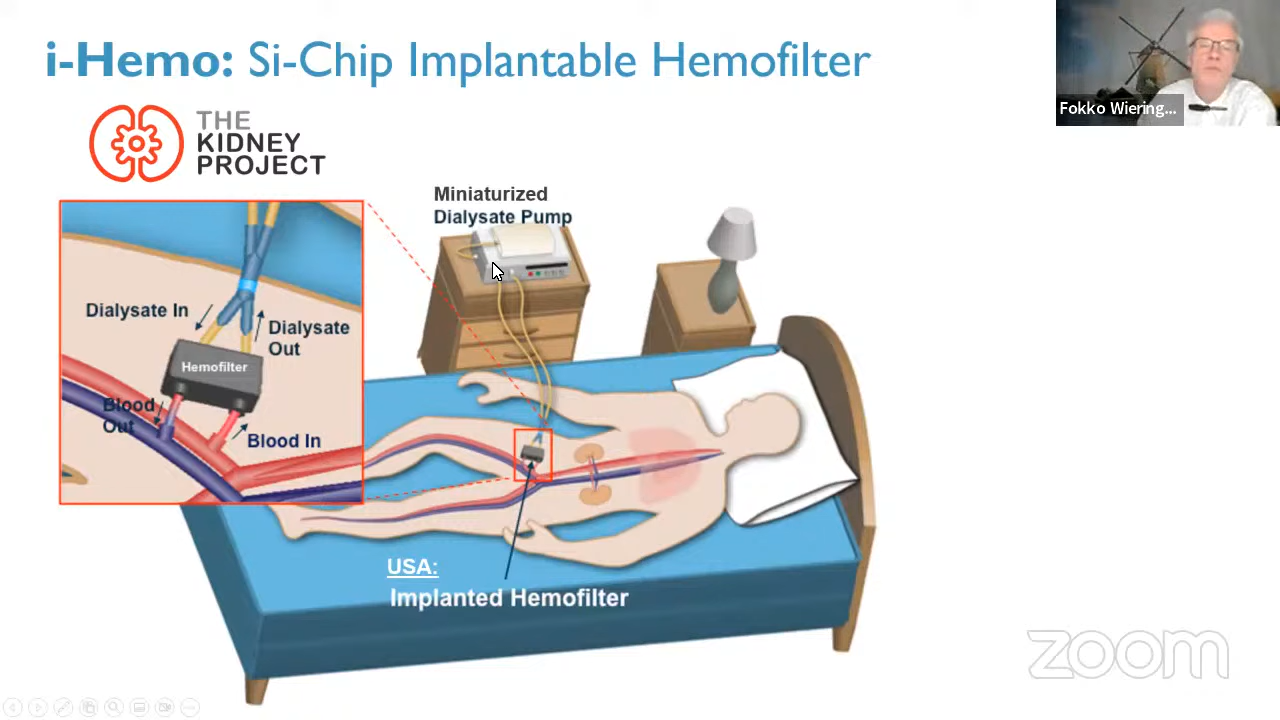 i-Hemo: Si-Chip Implantable Hemofilter
Fokko Wiering...
THE
KIDNEY
PROJECT
Miniaturized
Dialysate Pump
Dialysate In
Dialysate
Out
Hemofilter
Blood
Out
Blood In
USA:
Implanted Hemofilter
zoom